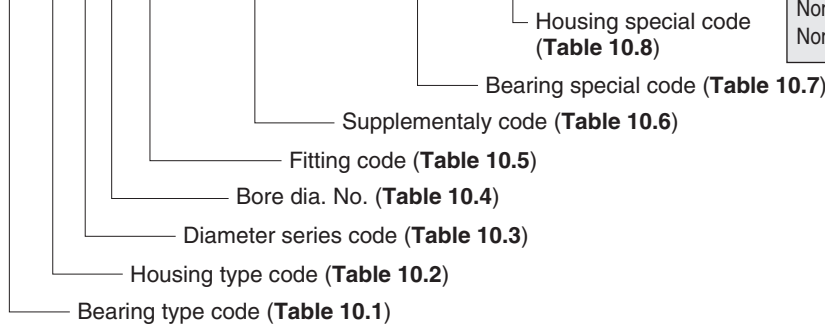 Housing special code
(Table 10.8)
Nor
Nor
Bearing special code (Table 10.7)
Supplementaly code (Table 10.6)
Fitting code (Table 10.5)
Bore dia. No. (Table 10.4)
Diameter series code (Table 10.3)
Housing type code (Table 10.2)
Bearing type code (Table 10.1)